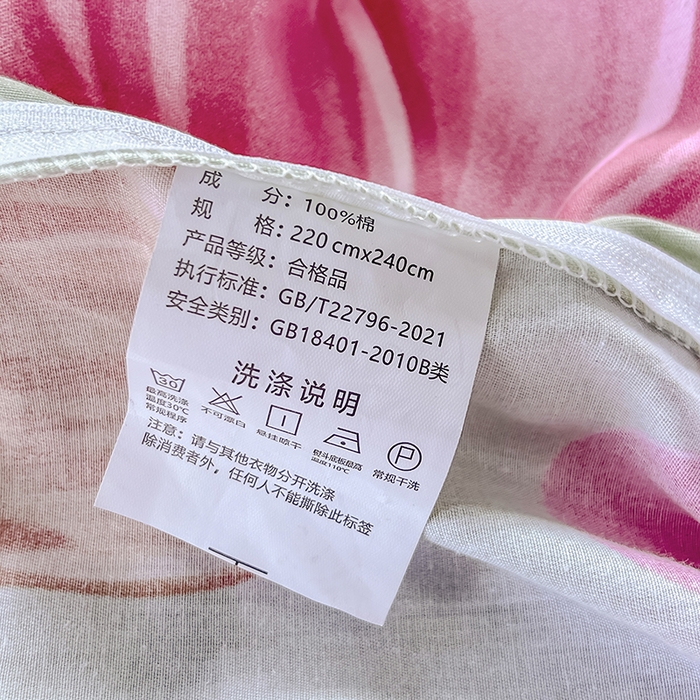 成 分：100%棉
规 格：220 cmx240cm
产品等级：合格品
执行标准：GB/T22796-2021
安全类别：GB18401-2010B类
洗涤说明
30
最高洗涤
温度30℃
常规程序
不可漂白
悬挂晾干
熨斗底板最高
温度110℃
P
常规干洗
注意：请与其他衣物分开洗涤
除消费者外，任何人不能撕除此标签